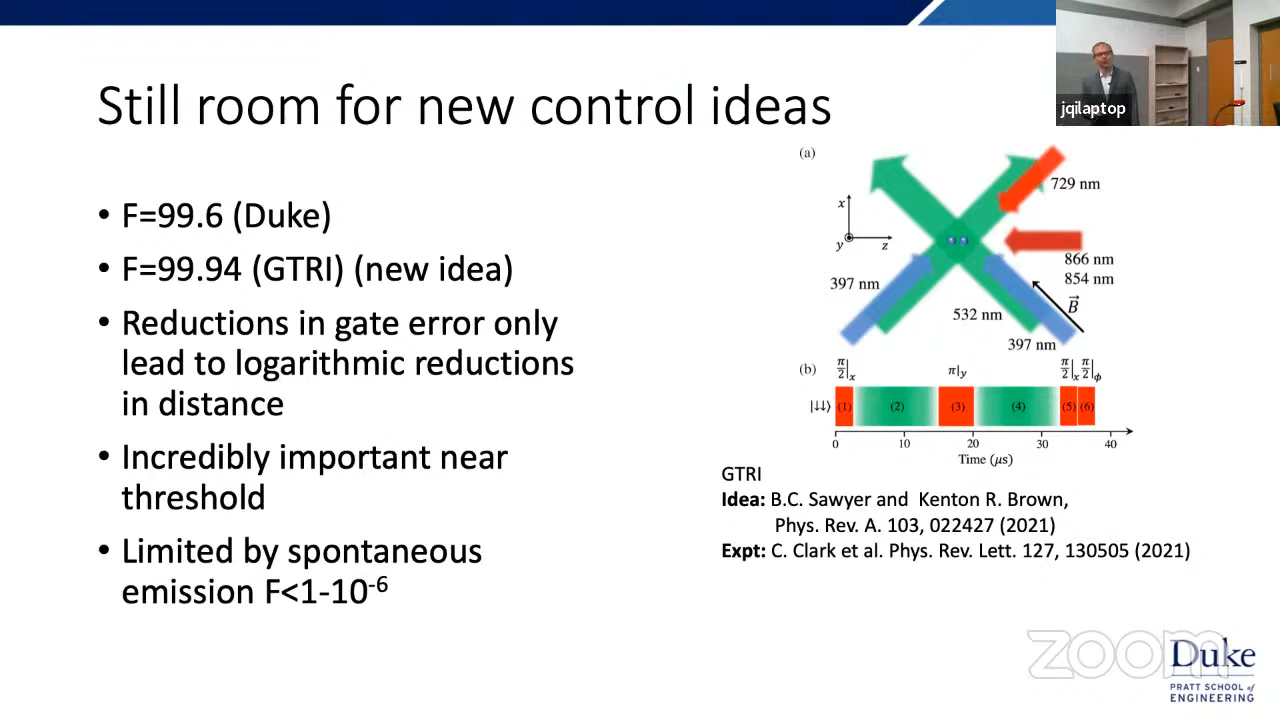 Still room for new control ideas
jqilaptop
• F=99.6 (Duke)
• F=99.94 (GTRI) (new idea)
• Reductions in gate error only
lead to logarithmic reductions
in distance
• Incredibly important near
threshold
• Limited by spontaneous
emission F<1-10⁻⁶
(a)
729 nm
x
y
z
866 nm
854 nm
397 nm
532 nm
B⃗
397 nm
(b)
π/2|x
π|y
π/2|x π/2|ϕ
|↓↓⟩ (1) (2) (3) (4) (5) (6)
0 10 20 30 40
Time (μs)
GTRI
Idea: B.C. Sawyer and Kenton R. Brown,
Phys. Rev. A. 103, 022427 (2021)
Expt: C. Clark et al. Phys. Rev. Lett. 127, 130505 (2021)
zoom
Duke
PRATT SCHOOL of
ENGINEERING